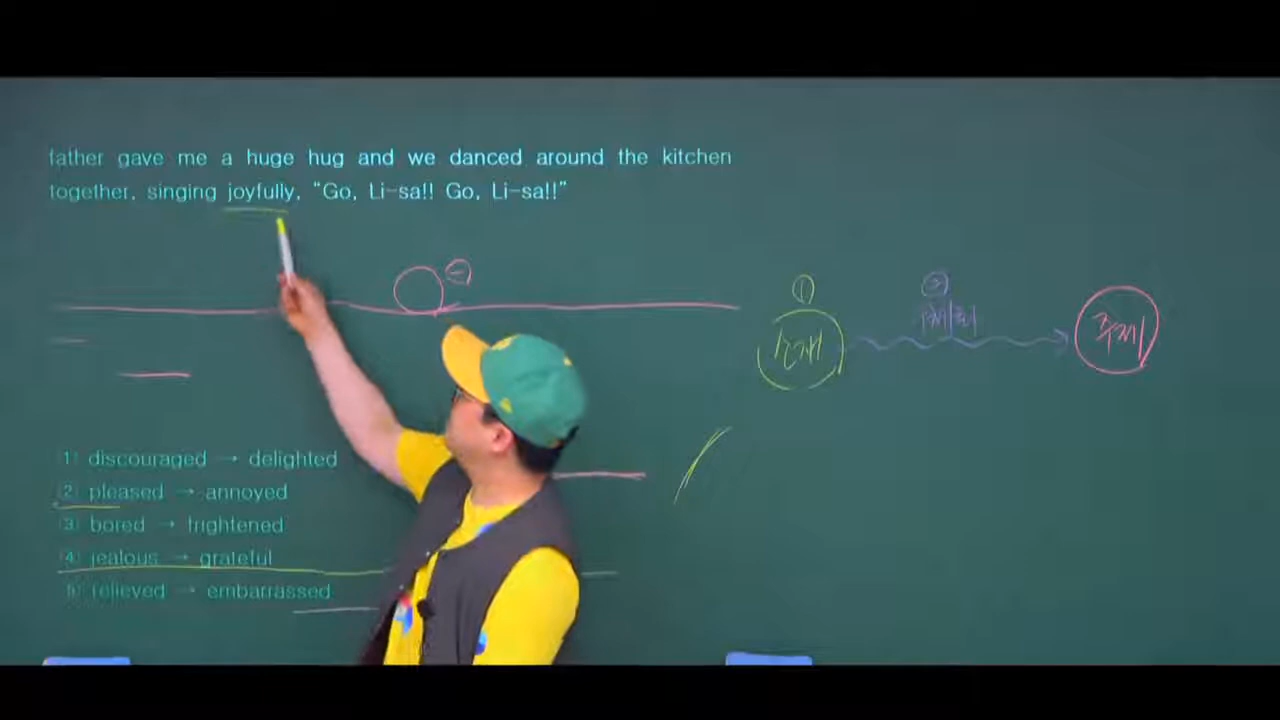 father gave me a huge hug and we danced around the kitchen
together, singing joyfully, “Go, Li-sa!! Go, Li-sa!!”
①
②
소재
주제
(1) discouraged → delighted
(2) pleased → annoyed
(3) bored → frightened
(4) jealous → grateful
(5) relieved → embarrassed